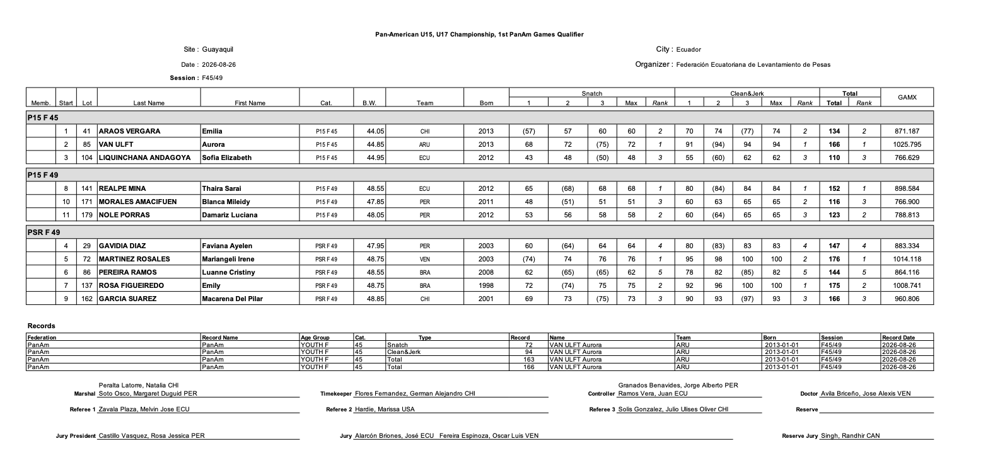 Pan-American U15, U17 Championship, 1st PanAm Games Qualifier
Site : Guayaquil City : Ecuador
Date : 2026-08-26 Organizer : Federación Ecuatoriana de Levantamiento de Pesas
Session : F45/49
Snatch Clean&Jerk Total
Memb. Start Lot Last Name First Name Cat. B.W. Team Born 1 2 3 Max Rank 1 2 3 Max Rank Total Rank GAMX
P15 F 45
1 41 ARAOS VERGARA Emilia P15 F 45 44.05 CHI 2013 (57) 57 60 60 2 70 74 (77) 74 2 134 2 871.187
2 85 VAN ULFT Aurora P15 F 45 44.85 ARU 2013 68 72 (75) 72 1 91 (94) 94 94 1 166 1 1025.795
3 104 LIQUINCHANA ANDAGOYA Sofia Elizabeth P15 F 45 44.95 ECU 2012 43 48 (50) 48 3 55 (60) 62 62 3 110 3 766.629
P15 F 49
8 141 REALPE MINA Thaira Sarai P15 F 49 48.55 ECU 2012 65 (68) 68 68 1 80 (84) 84 84 1 152 1 898.584
10 171 MORALES AMACIFUEN Blanca Mileidy P15 F 49 47.85 PER 2011 48 (51) 51 51 3 60 63 65 65 2 116 3 766.900
11 179 NOLE PORRAS Damariz Luciana P15 F 49 48.05 PER 2012 53 56 58 58 2 60 (64) 65 65 3 123 2 788.813
PSR F 49
4 29 GAVIDIA DIAZ Faviana Ayelen PSR F 49 47.95 PER 2003 60 (64) 64 64 4 80 (83) 83 83 4 147 4 883.334
5 72 MARTINEZ ROSALES Mariangeli Irene PSR F 49 48.75 VEN 2003 (74) 74 76 76 1 95 98 100 100 2 176 1 1014.118
6 86 PEREIRA RAMOS Luanne Cristiny PSR F 49 48.55 BRA 2008 62 (65) (65) 62 5 78 82 (85) 82 5 144 5 864.116
7 137 ROSA FIGUEIREDO Emily PSR F 49 48.75 BRA 1998 72 (74) 75 75 2 92 96 100 100 1 175 2 1008.741
9 162 GARCIA SUAREZ Macarena Del Pilar PSR F 49 48.85 CHI 2001 69 73 (75) 73 3 90 93 (97) 93 3 166 3 960.806
Records
Federation Record Name Age Group Cat. Type Record Name Team Born Session Record Date
PanAm PanAm YOUTH F 45 Snatch 72 VAN ULFT Aurora ARU 2013-01-01 F45/49 2026-08-26
PanAm PanAm YOUTH F 45 Clean&Jerk 94 VAN ULFT Aurora ARU 2013-01-01 F45/49 2026-08-26
PanAm PanAm YOUTH F 45 Total 163 VAN ULFT Aurora ARU 2013-01-01 F45/49 2026-08-26
PanAm PanAm YOUTH F 45 Total 166 VAN ULFT Aurora ARU 2013-01-01 F45/49 2026-08-26
Peralta Latorre, Natalia CHI Granados Benavides, Jorge Alberto PER
Marshal Soto Osco, Margaret Duguid PER Timekeeper Flores Fernandez, German Alejandro CHI Controller Ramos Vera, Juan ECU Doctor Avila Briceño, Jose Alexis VEN
Referee 1 Zavala Plaza, Melvin Jose ECU Referee 2 Hardie, Marissa USA Referee 3 Solis Gonzalez, Julio Ulises Oliver CHI Reserve
Jury President Castillo Vasquez, Rosa Jessica PER Jury Alarcón Briones, José ECU Fereira Espinoza, Oscar Luis VEN Reserve Jury Singh, Randhir CAN